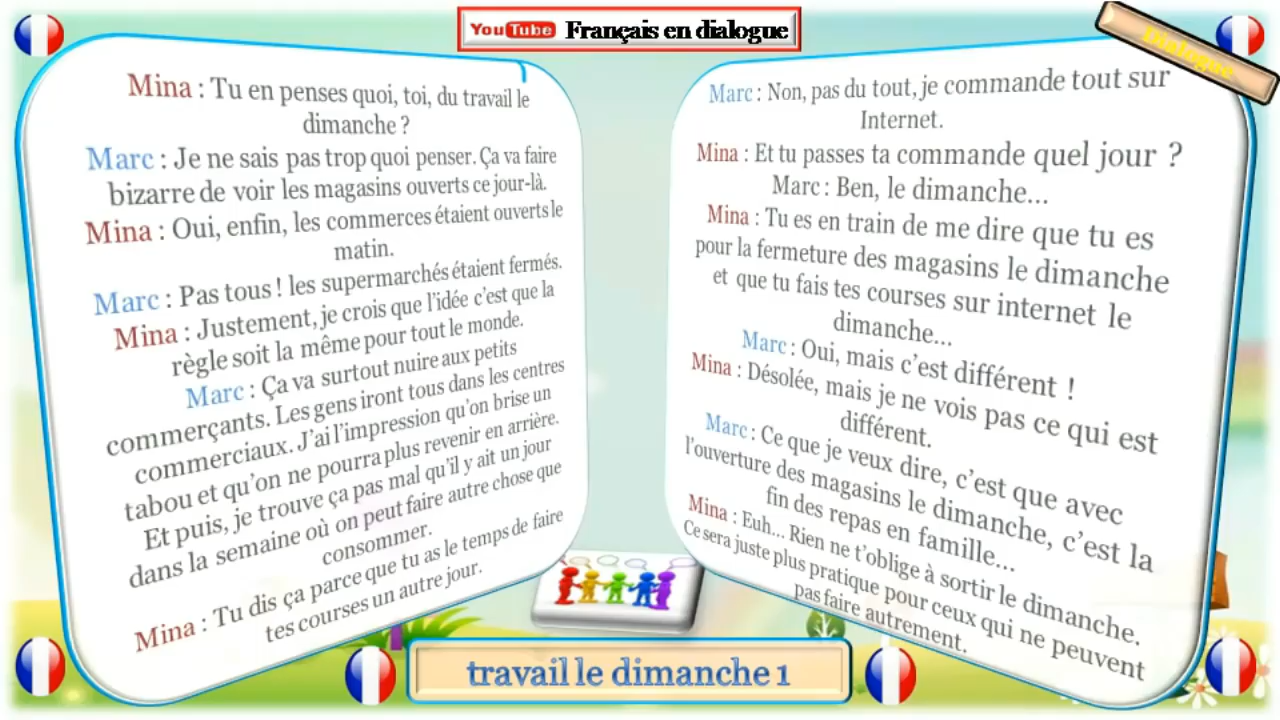 YouTube Français en dialogue
Dialogue
Mina : Tu en penses quoi, toi, du travail le
dimanche ?
Marc : Je ne sais pas trop quoi penser. Ça va faire
bizarre de voir les magasins ouverts ce jour-là.
Mina : Oui, enfin, les commerces étaient ouverts le
matin.
Marc : Pas tous ! les supermarchés étaient fermés.
Mina : Justement, je crois que l'idée c'est que la
règle soit la même pour tout le monde.
Marc : Ça va surtout nuire aux petits
commerçants. Les gens iront tous dans les centres
commerciaux. J'ai l'impression qu'on brise un
tabou et qu'on ne pourra plus revenir en arrière.
Et puis, je trouve ça pas mal qu'il y ait un jour
dans la semaine où on peut faire autre chose que
consommer.
Mina : Tu dis ça parce que tu as le temps de faire
tes courses un autre jour.
Marc : Non, pas du tout, je commande tout sur
Internet.
Mina : Et tu passes ta commande quel jour ?
Marc : Ben, le dimanche...
Mina : Tu es en train de me dire que tu es
pour la fermeture des magasins le dimanche
et que tu fais tes courses sur internet le
dimanche...
Marc : Oui, mais c'est différent !
Mina : Désolée, mais je ne vois pas ce qui est
différent.
Marc : Ce que je veux dire, c'est que avec
l'ouverture des magasins le dimanche, c'est la
fin des repas en famille...
Mina : Euh... Rien ne t'oblige à sortir le dimanche.
Ce sera juste plus pratique pour ceux qui ne peuvent
pas faire autrement.
travail le dimanche 1